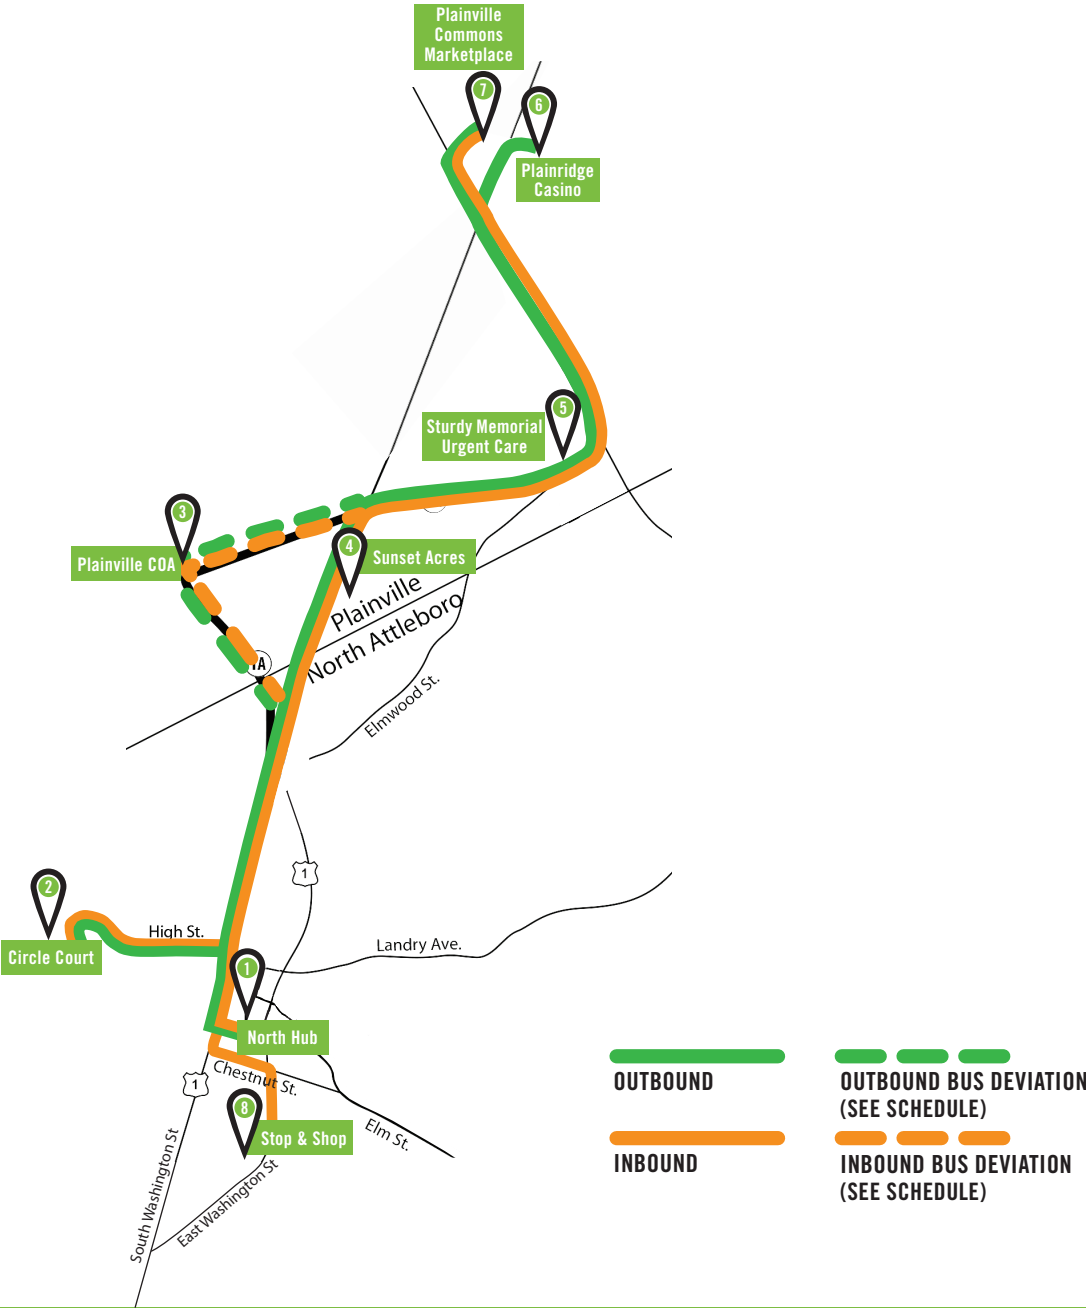 Plainville
Commons
Marketplace
7
6
Plainridge
Casino
5
Sturdy Memorial
Urgent Care
3
Plainville COA
4
Sunset Acres
Plainville
North Attleboro
1A
Elmwood St.
1
2
High St.
Circle Court
Landry Ave.
1
North Hub
Chestnut St.
1
8
Stop & Shop
Elm St.
South Washington St
East Washington St
OUTBOUND
OUTBOUND BUS DEVIATION
(SEE SCHEDULE)
INBOUND
INBOUND BUS DEVIATION
(SEE SCHEDULE)